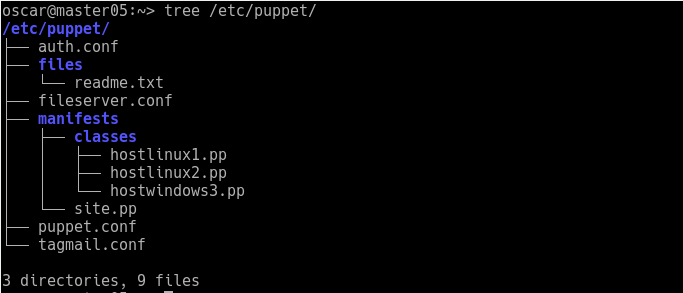 oscar@master05:~> tree /etc/puppet/
/etc/puppet/
├── auth.conf
├── files
│   └── readme.txt
├── fileserver.conf
├── manifests
│   ├── classes
│   │   ├── hostlinux1.pp
│   │   ├── hostlinux2.pp
│   │   └── hostwindows3.pp
│   └── site.pp
├── puppet.conf
└── tagmail.conf

3 directories, 9 files